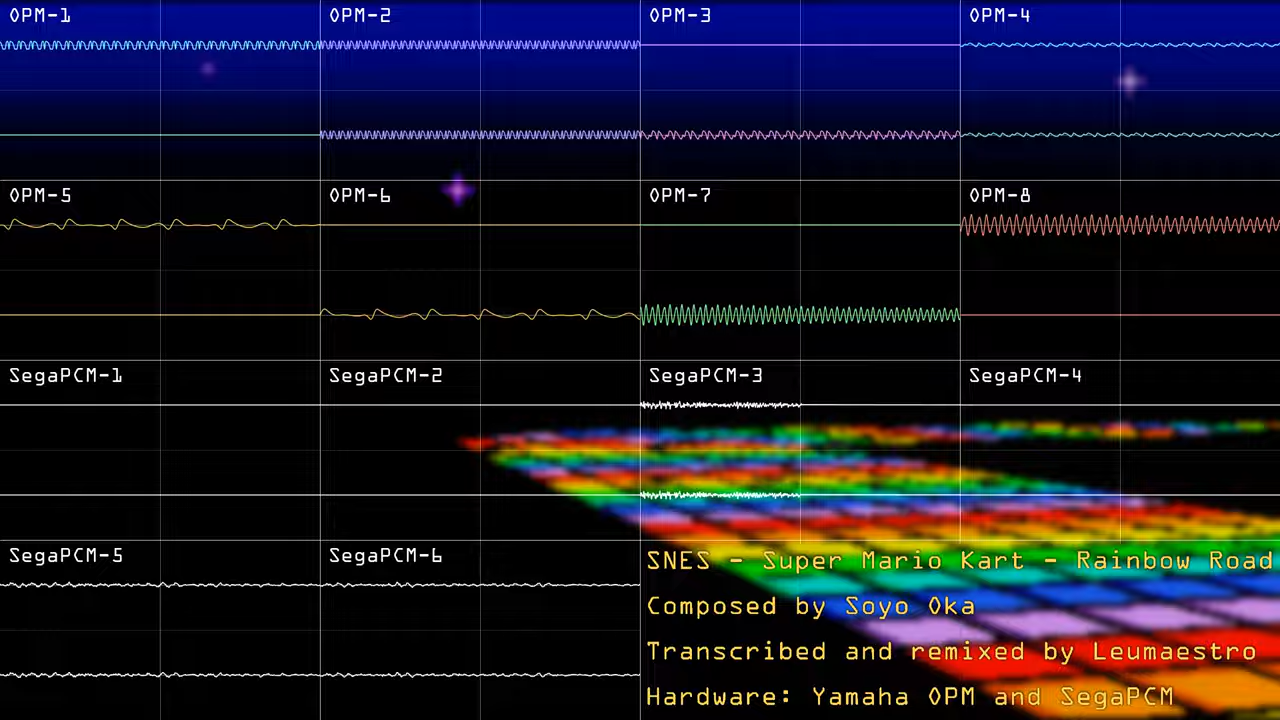 OPM-1
OPM-2
OPM-3
OPM-4
OPM-5
OPM-6
OPM-7
OPM-8
SegaPCM-1
SegaPCM-2
SegaPCM-3
SegaPCM-4
SegaPCM-5
SegaPCM-6
SNES - Super Mario Kart - Rainbow Road
Composed by Soyo Oka
Transcribed and remixed by Leumaestro
Hardware: Yamaha OPM and SegaPCM